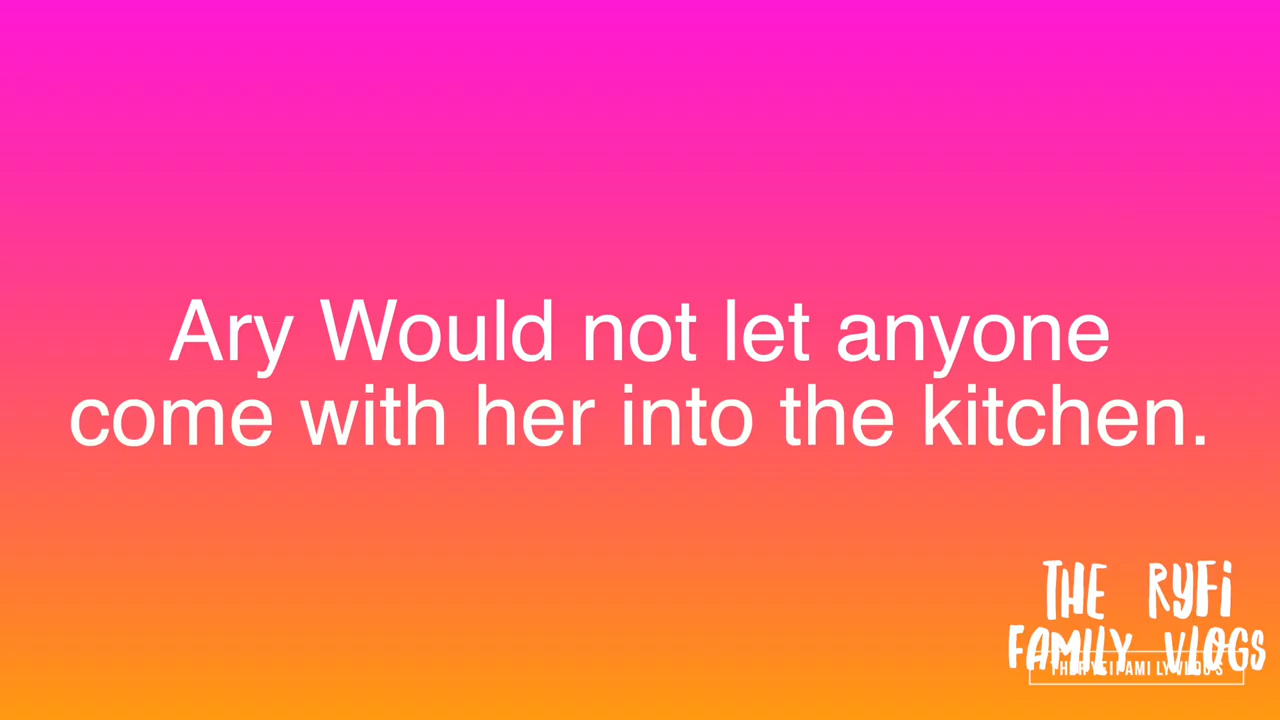 Ary Would not let anyone
come with her into the kitchen.
THE RYFi
FAMILY VLOGS